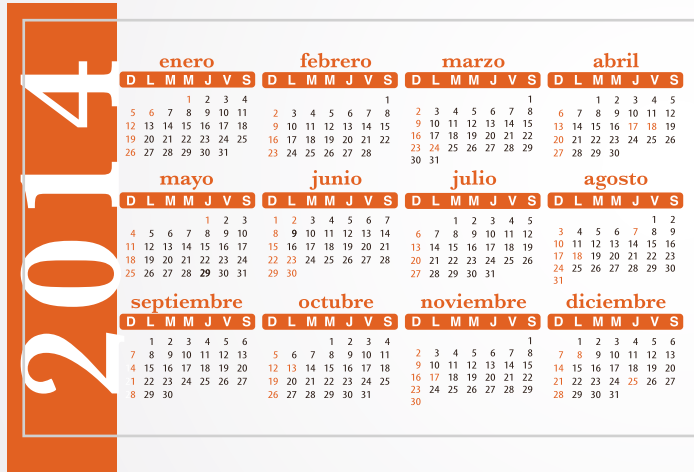 2014
enero
D L M M J V S
1 2 3 4
5 6 7 8 9 10 11
12 13 14 15 16 17 18
19 20 21 22 23 24 25
26 27 28 29 30 31
febrero
D L M M J V S
1
2 3 4 5 6 7 8
9 10 11 12 13 14 15
16 17 18 19 20 21 22
23 24 25 26 27 28
marzo
D L M M J V S
1
2 3 4 5 6 7 8
9 10 11 12 13 14 15
16 17 18 19 20 21 22
23 24 25 26 27 28 29
30 31
abril
D L M M J V S
1 2 3 4 5
6 7 8 9 10 11 12
13 14 15 16 17 18 19
20 21 22 23 24 25 26
27 28 29 30
mayo
D L M M J V S
1 2 3
4 5 6 7 8 9 10
11 12 13 14 15 16 17
18 19 20 21 22 23 24
25 26 27 28 29 30 31
junio
D L M M J V S
1 2 3 4 5 6 7
8 9 10 11 12 13 14
15 16 17 18 19 20 21
22 23 24 25 26 27 28
29 30
julio
D L M M J V S
1 2 3 4 5
6 7 8 9 10 11 12
13 14 15 16 17 18 19
20 21 22 23 24 25 26
27 28 29 30 31
agosto
D L M M J V S
1 2
3 4 5 6 7 8 9
10 11 12 13 14 15 16
17 18 19 20 21 22 23
24 25 26 27 28 29 30
31
septiembre
D L M M J V S
1 2 3 4 5 6
7 8 9 10 11 12 13
4 15 16 17 18 19 20
1 22 23 24 25 26 27
8 29 30
octubre
D L M M J V S
1 2 3 4
5 6 7 8 9 10 11
12 13 14 15 16 17 18
19 20 21 22 23 24 25
26 27 28 29 30 31
noviembre
D L M M J V S
1
2 3 4 5 6 7 8
9 10 11 12 13 14 15
16 17 18 19 20 21 22
23 24 25 26 27 28 29
30
diciembre
D L M M J V S
1 2 3 4 5 6
7 8 9 10 11 12 13
14 15 16 17 18 19 20
21 22 23 24 25 26 27
28 29 30 31